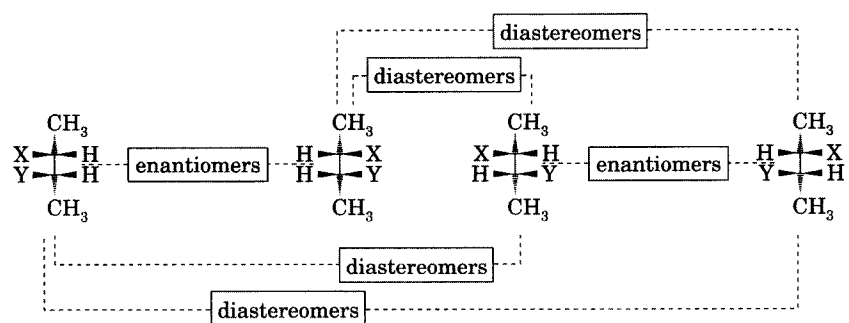 diastereomers
diastereomers
CH₃ CH₃ CH₃ CH₃
X H H X X H H X
enantiomers enantiomers
Y H H Y H Y Y H
CH₃ CH₃ CH₃ CH₃
diastereomers
diastereomers